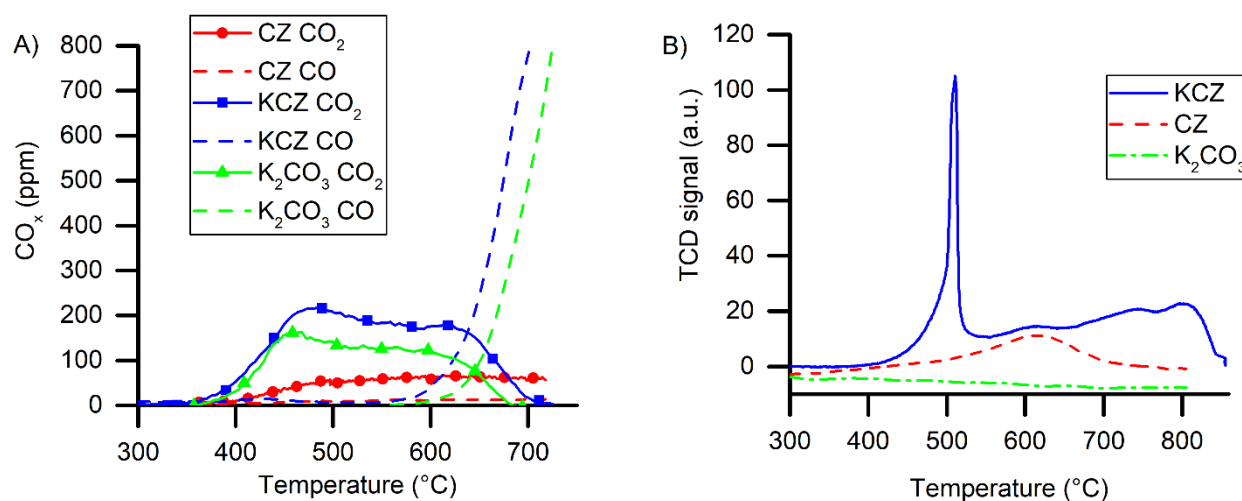 A)
CZ CO₂
CZ CO
KCZ CO₂
KCZ CO
K₂CO₃ CO₂
K₂CO₃ CO
COₓ (ppm)
800
700
600
500
400
300
200
100
0
300 400 500 600 700
Temperature (°C)
B)
KCZ
CZ
K₂CO₃
TCD signal (a.u.)
120
100
80
60
40
20
0
-10
300 400 500 600 700 800
Temperature (°C)